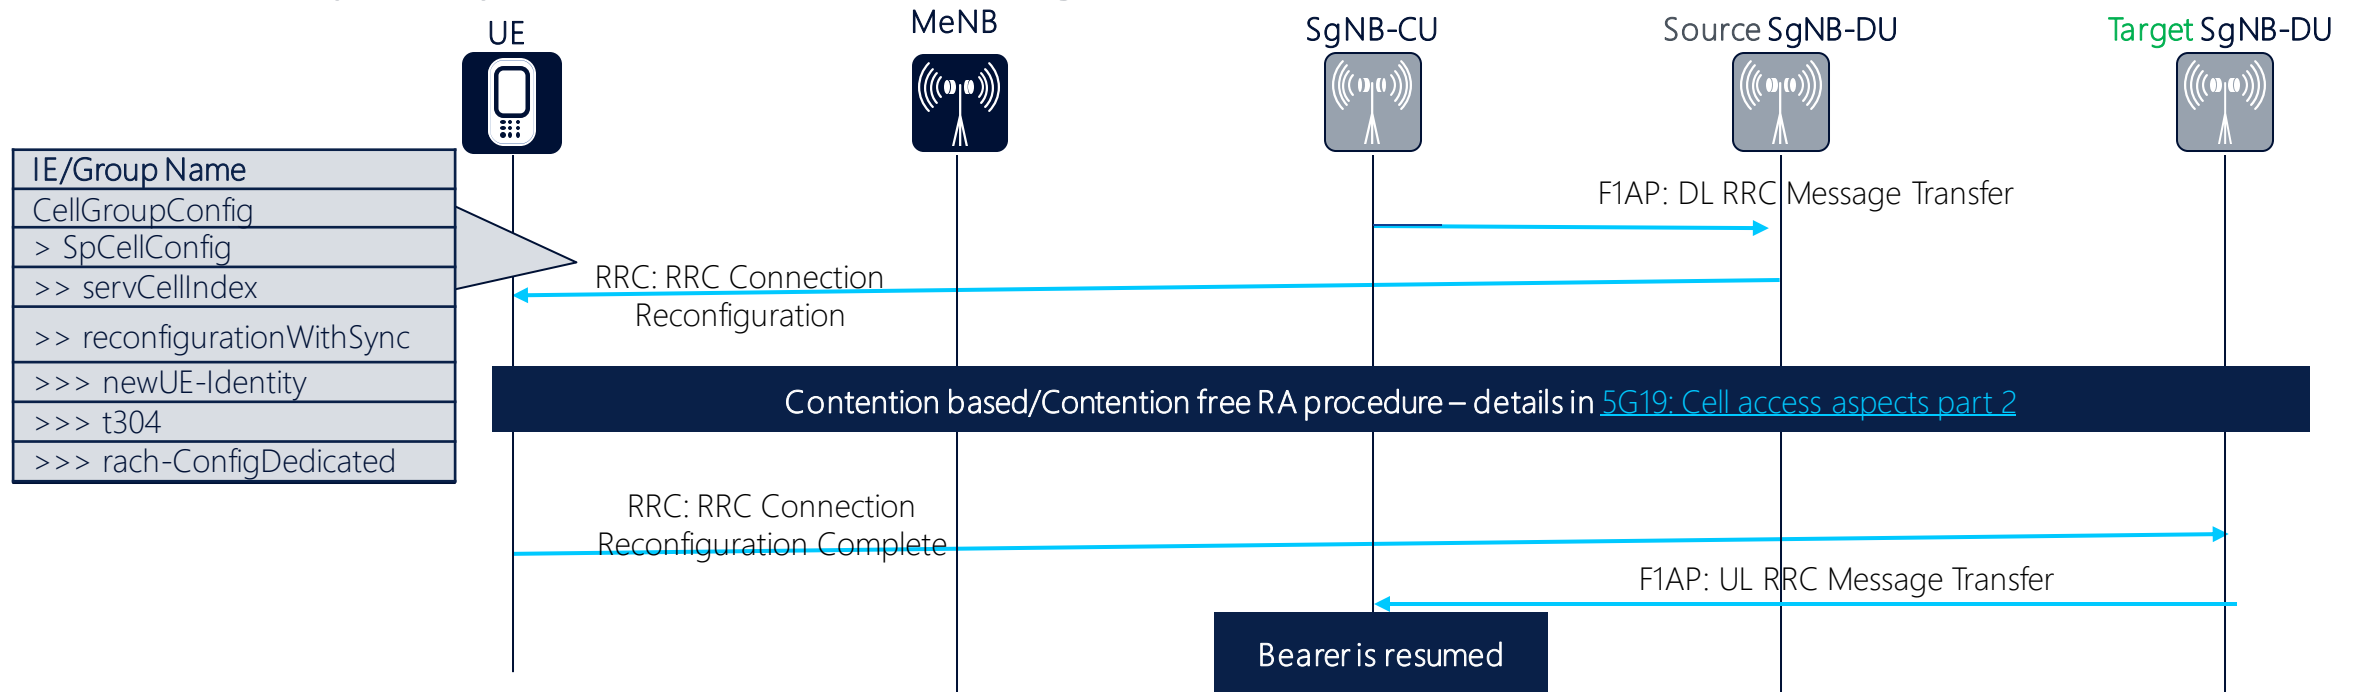 UE
MeNB
SgNB-CU
Source SgNB-DU
Target SgNB-DU
IE/Group Name
CellGroupConfig
> SpCellConfig
>> servCellIndex
>> reconfigurationWithSync
>>> newUE-Identity
>>> t304
>>> rach-ConfigDedicated
F1AP: DL RRC Message Transfer
RRC: RRC Connection
Reconfiguration
Contention based/Contention free RA procedure – details in 5G19: Cell access aspects part 2
RRC: RRC Connection
Reconfiguration Complete
F1AP: UL RRC Message Transfer
Bearer is resumed